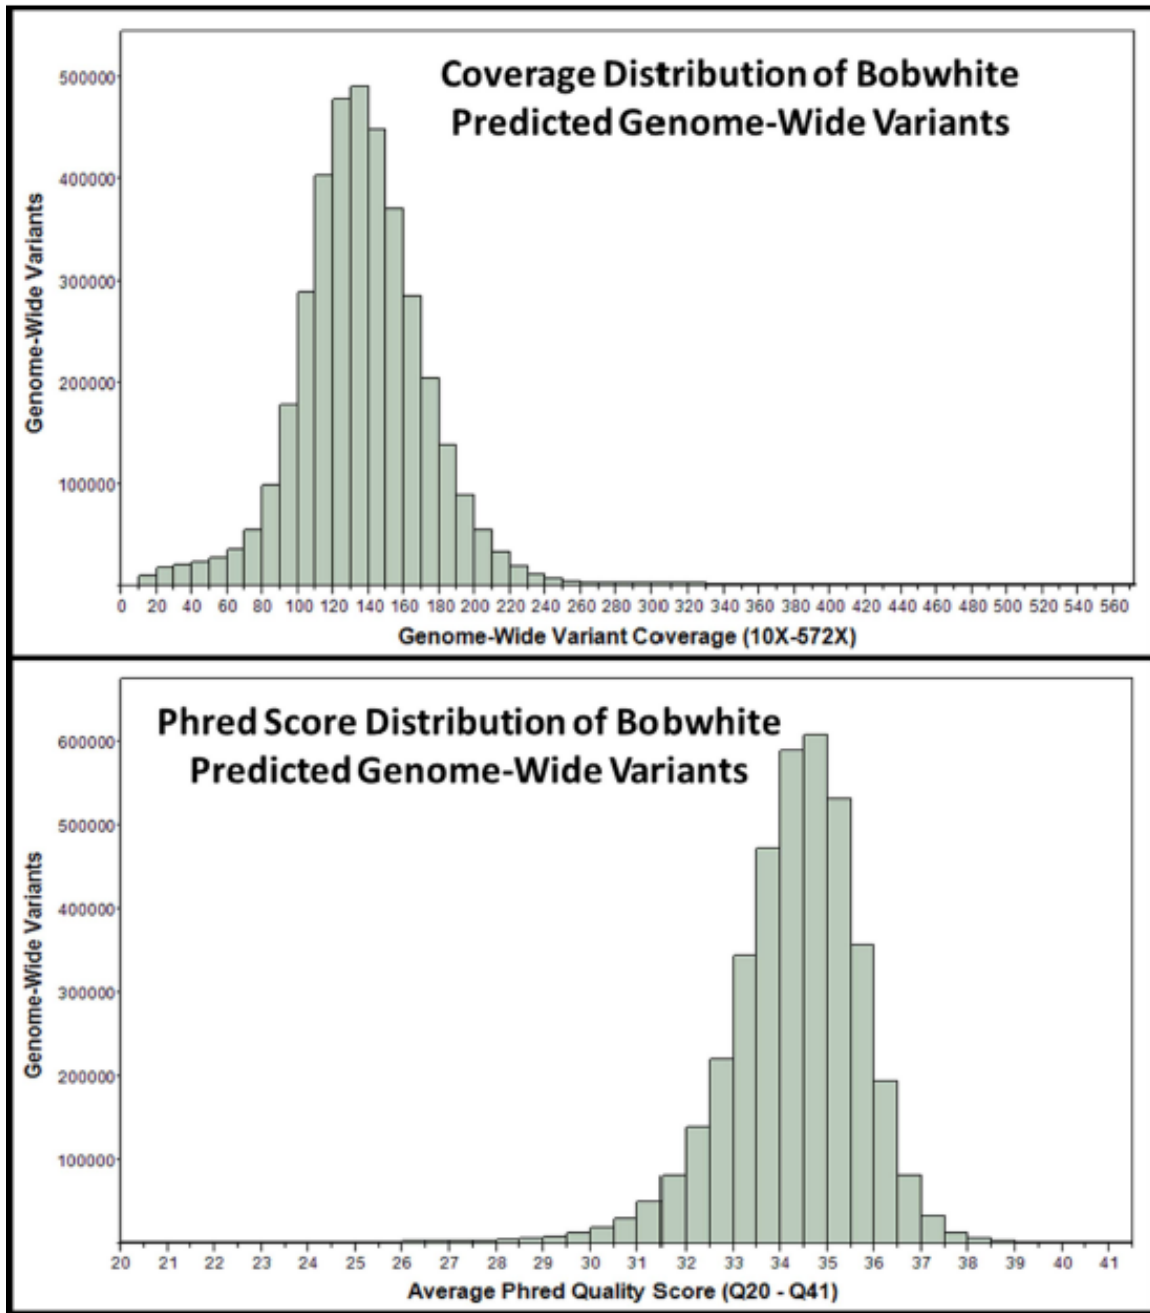 Coverage Distribution of Bobwhite
Predicted Genome-Wide Variants
Genome-Wide Variants
500000
400000
300000
200000
100000
0 20 40 60 80 100 120 140 160 180 200 220 240 260 280 300 320 340 360 380 400 420 440 460 480 500 520 540 560
Genome-Wide Variant Coverage (10X-572X)
Phred Score Distribution of Bobwhite
Predicted Genome-Wide Variants
Genome-Wide Variants
600000
500000
400000
300000
200000
100000
20 21 22 23 24 25 26 27 28 29 30 31 32 33 34 35 36 37 38 39 40 41
Average Phred Quality Score (Q20 - Q41)